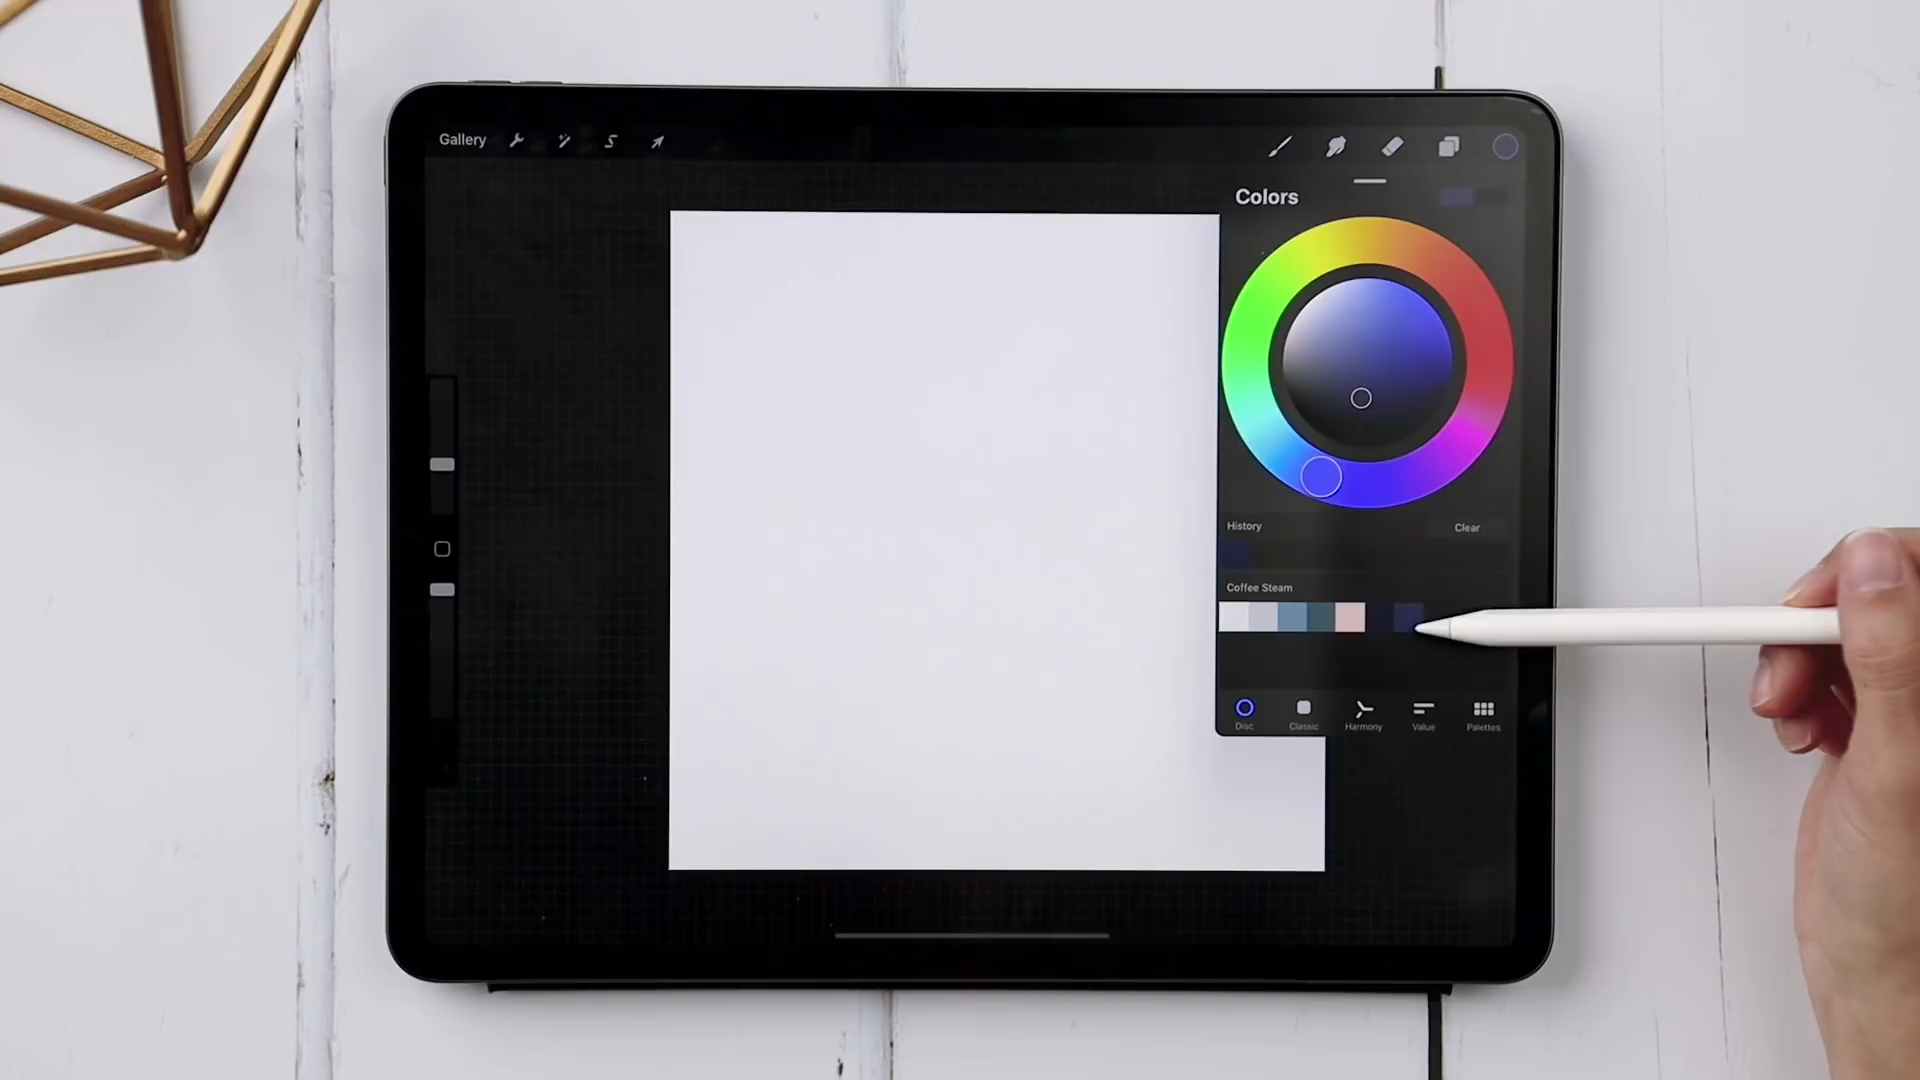 Gallery
Colors
History
Clear
Coffee Steam
Disc
Classic
Harmony
Value
Palettes